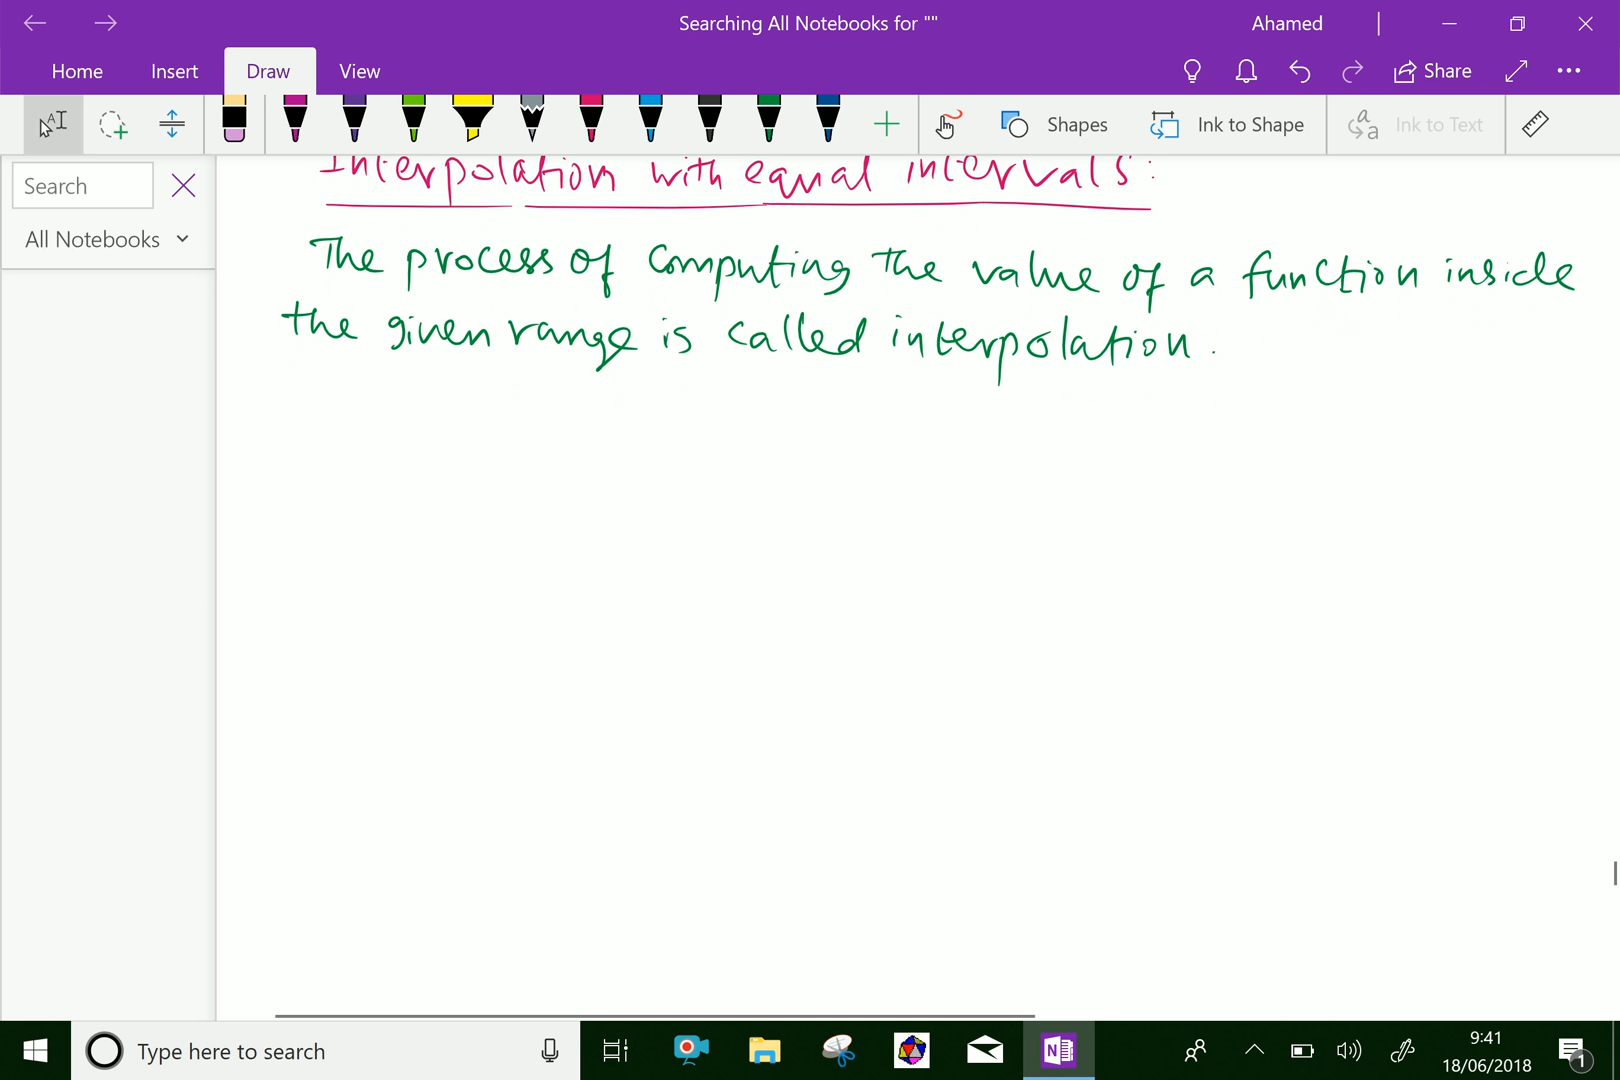 Searching All Notebooks for ""
Ahamed
Home Insert Draw View
Share
Shapes Ink to Shape Ink to Text
Search
All Notebooks
Interpolation with equal intervals:
The process of computing the value of a function inside
the given range is called interpolation.
Type here to search
9:41
18/06/2018
1